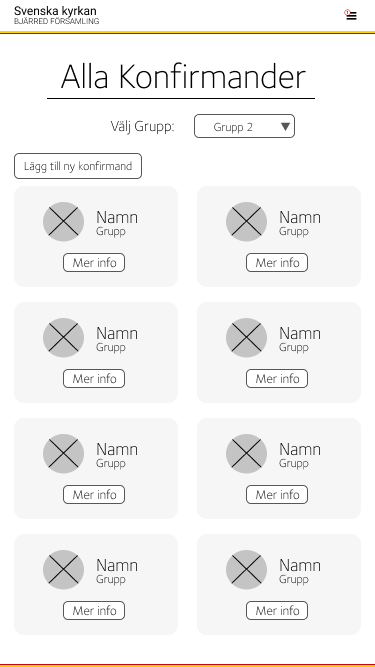 Svenska kyrkan
BJÄRRED FÖRSAMLING
Alla Konfirmander
Välj Grupp: Grupp 2
Lägg till ny konfirmand
Namn
Grupp
Mer info
Namn
Grupp
Mer info
Namn
Grupp
Mer info
Namn
Grupp
Mer info
Namn
Grupp
Mer info
Namn
Grupp
Mer info
Namn
Grupp
Mer info
Namn
Grupp
Mer info